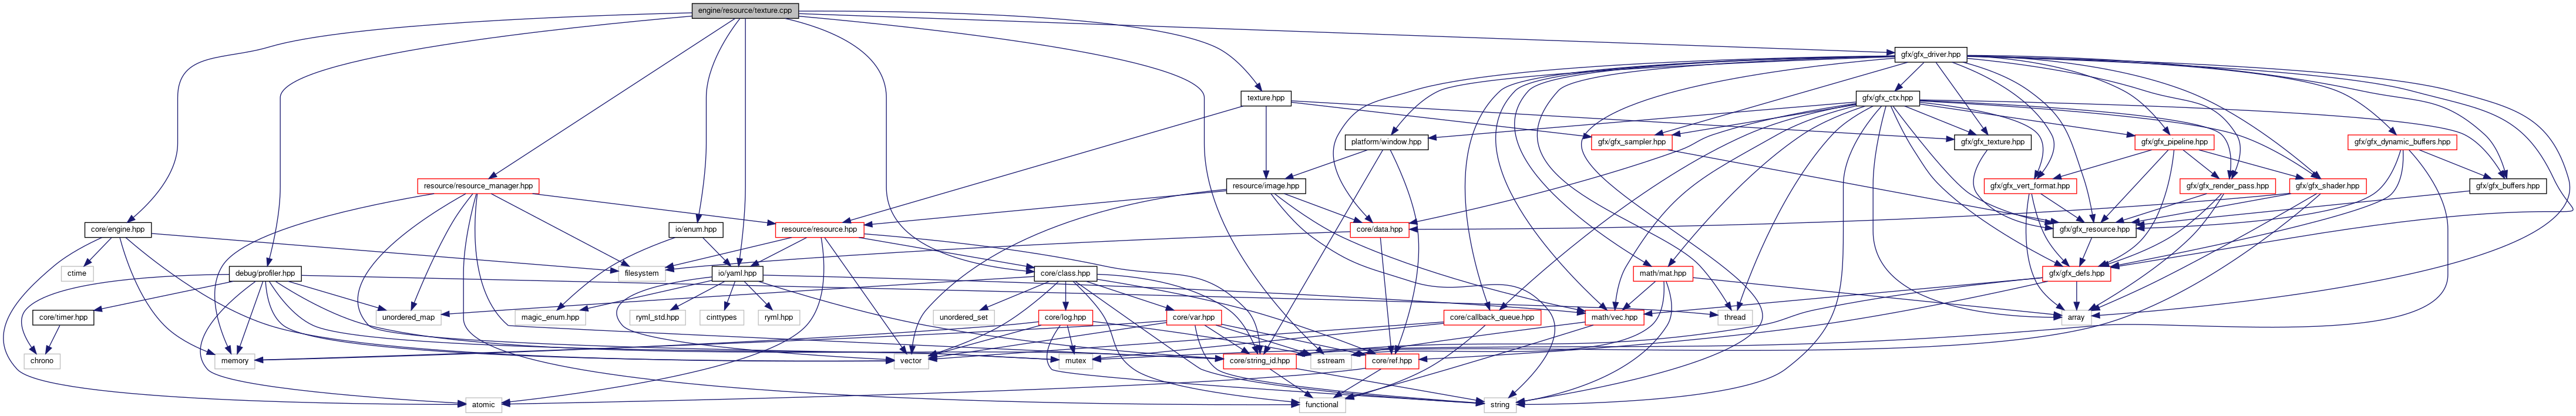 engine/resource/texture.cpp
gfx/gfx_driver.hpp
texture.hpp
gfx/gfx_ctx.hpp
platform/window.hpp
gfx/gfx_sampler.hpp
gfx/gfx_texture.hpp
gfx/gfx_pipeline.hpp
gfx/gfx_dynamic_buffers.hpp
resource/resource_manager.hpp
resource/image.hpp
gfx/gfx_vert_format.hpp
gfx/gfx_render_pass.hpp
gfx/gfx_shader.hpp
gfx/gfx_buffers.hpp
core/engine.hpp
io/enum.hpp
resource/resource.hpp
core/data.hpp
gfx/gfx_resource.hpp
ctime
debug/profiler.hpp
filesystem
io/yaml.hpp
core/class.hpp
math/mat.hpp
gfx/gfx_defs.hpp
core/timer.hpp
unordered_map
magic_enum.hpp
ryml_std.hpp
cinttypes
ryml.hpp
unordered_set
core/log.hpp
core/var.hpp
core/callback_queue.hpp
math/vec.hpp
thread
array
chrono
memory
vector
mutex
core/string_id.hpp
sstream
core/ref.hpp
atomic
functional
string